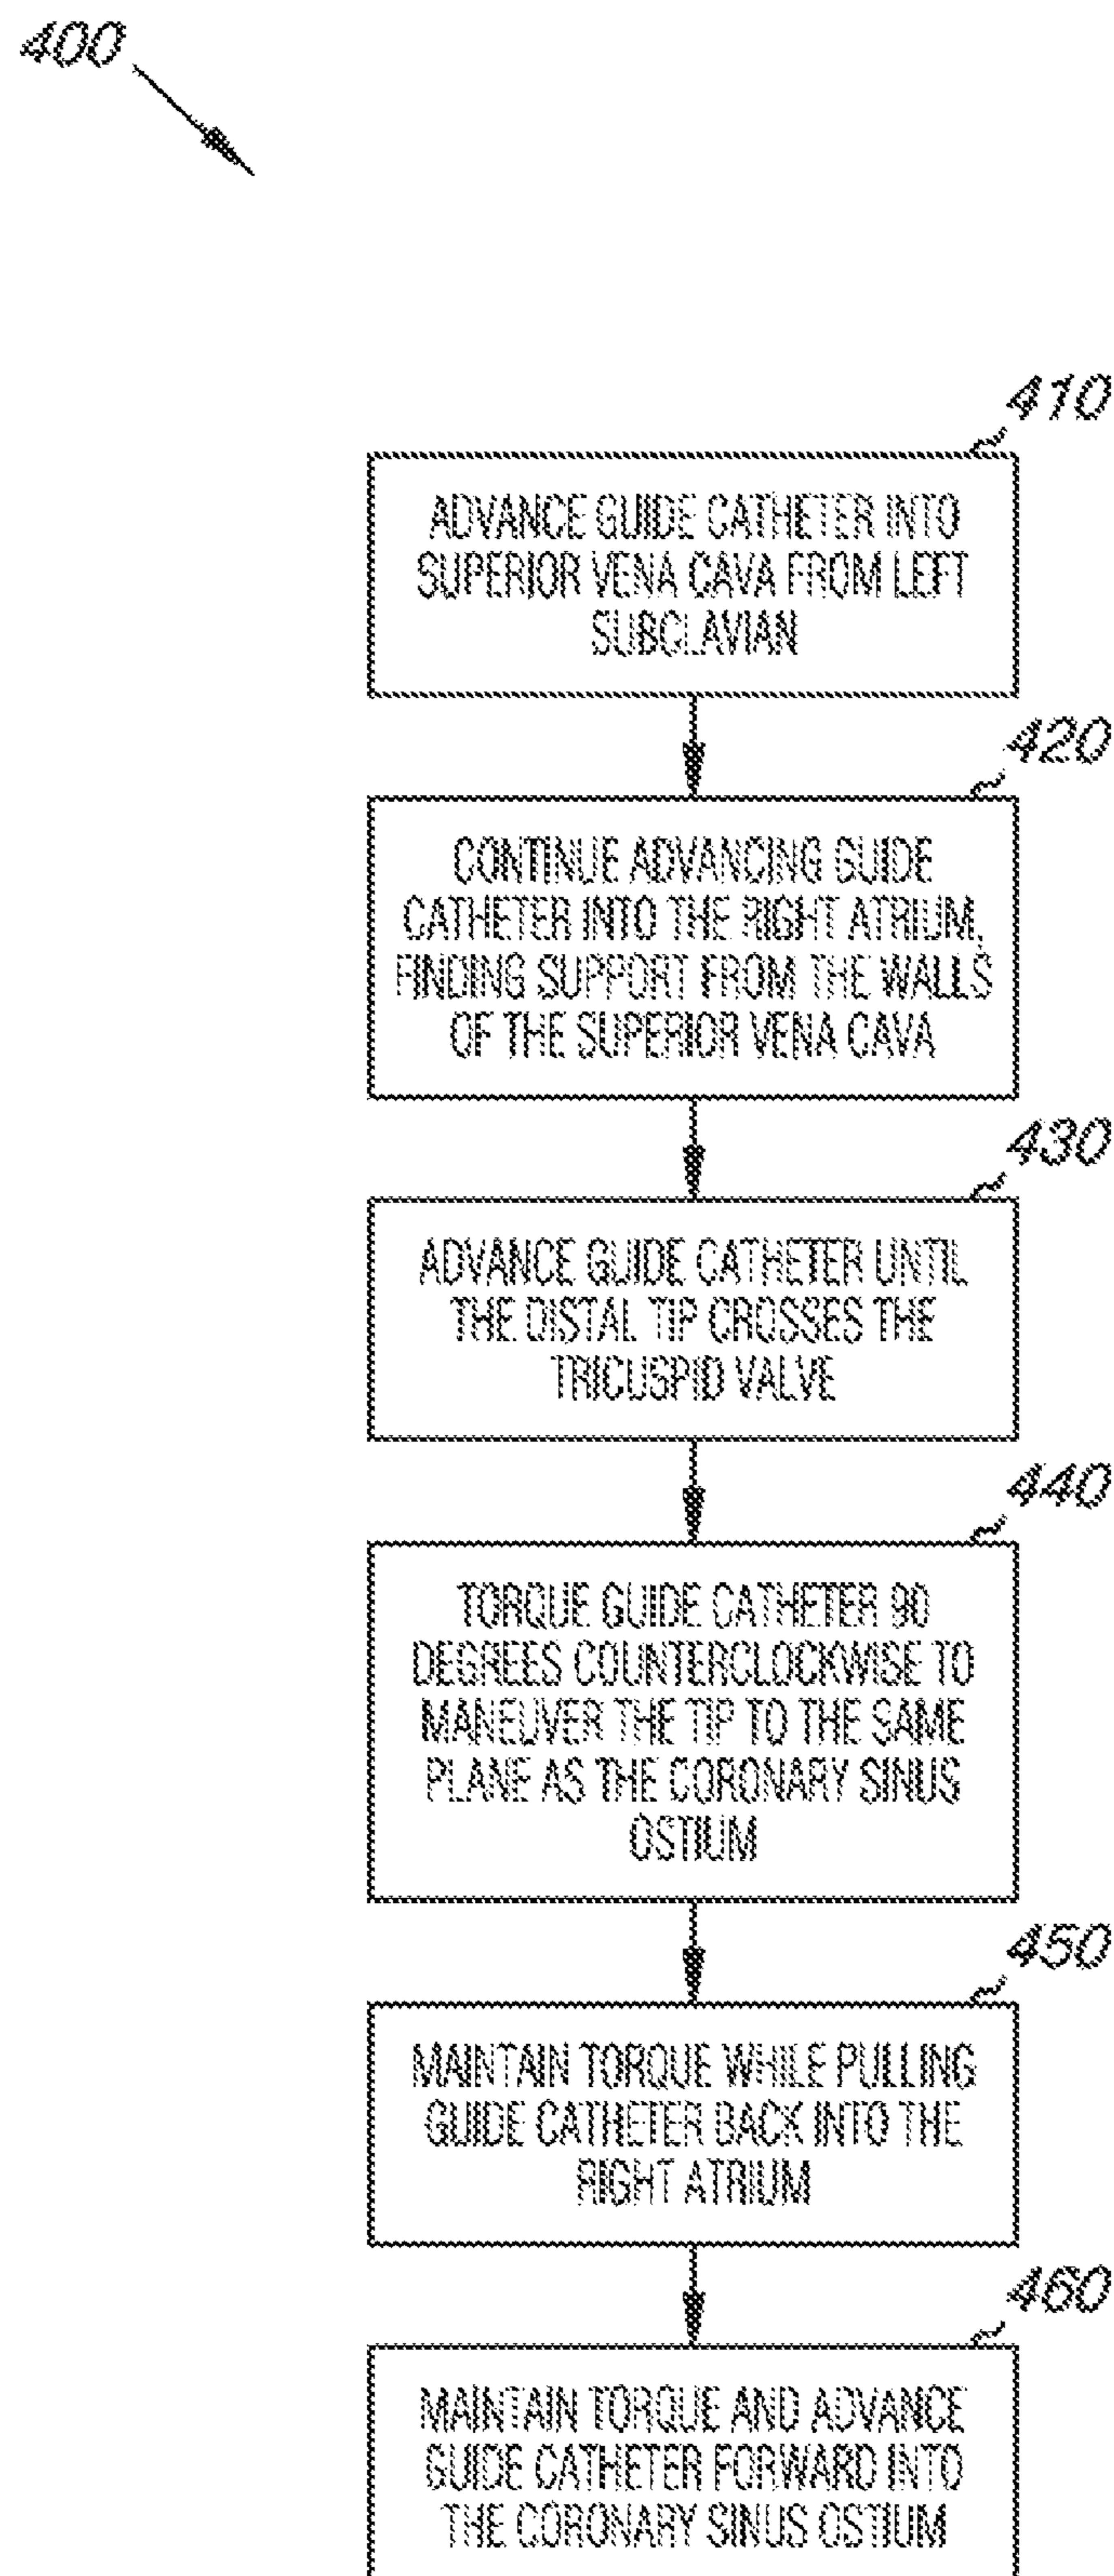 400
410
ADVANCE GUIDE CATHETER INTO
SUPERIOR VENA CAVA FROM LEFT
SUBCLAVIAN
420
CONTINUE ADVANCING GUIDE
CATHETER INTO THE RIGHT ATRIUM,
FINDING SUPPORT FROM THE WALLS
OF THE SUPERIOR VENA CAVA
430
ADVANCE GUIDE CATHETER UNTIL
THE DISTAL TIP CROSSES THE
TRICUSPID VALVE
440
TORQUE GUIDE CATHETER 90
DEGREES COUNTERCLOCKWISE TO
MANEUVER THE TIP TO THE SAME
PLANE AS THE CORONARY SINUS
OSTIUM
450
MAINTAIN TORQUE WHILE PULLING
GUIDE CATHETER BACK INTO THE
RIGHT ATRIUM
460
MAINTAIN TORQUE AND ADVANCE
GUIDE CATHETER FORWARD INTO
THE CORONARY SINUS OSTIUM